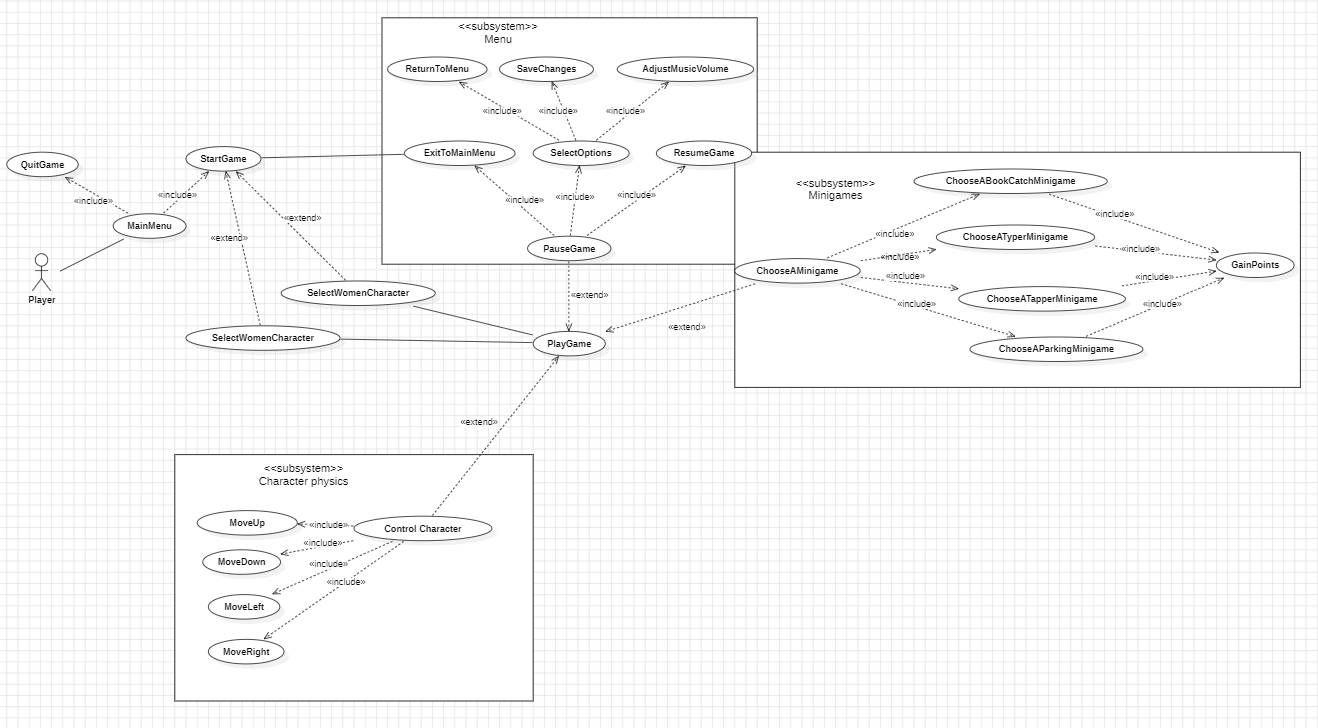 <<subsystem>>
Menu
ReturnToMenu
SaveChanges
AdjustMusicVolume
«include»
«include»
«include»
QuitGame
StartGame
ExitToMainMenu
SelectOptions
ResumeGame
«include»
«include»
«include»
«include»
«include»
MainMenu
«extend»
«extend»
PauseGame
Player
SelectWomenCharacter
«extend»
SelectWomenCharacter
PlayGame
«extend»
<<subsystem>>
Minigames
ChooseABookCatchMinigame
«include»
«include»
ChooseATyperMinigame
«include»
«include»
ChooseAMinigame
GainPoints
«include»
«include»
ChooseATapperMinigame
«include»
«include»
ChooseAParkingMinigame
«extend»
<<subsystem>>
Character physics
MoveUp
«include»
Control Character
«include»
MoveDown
«include»
«include»
MoveLeft
MoveRight